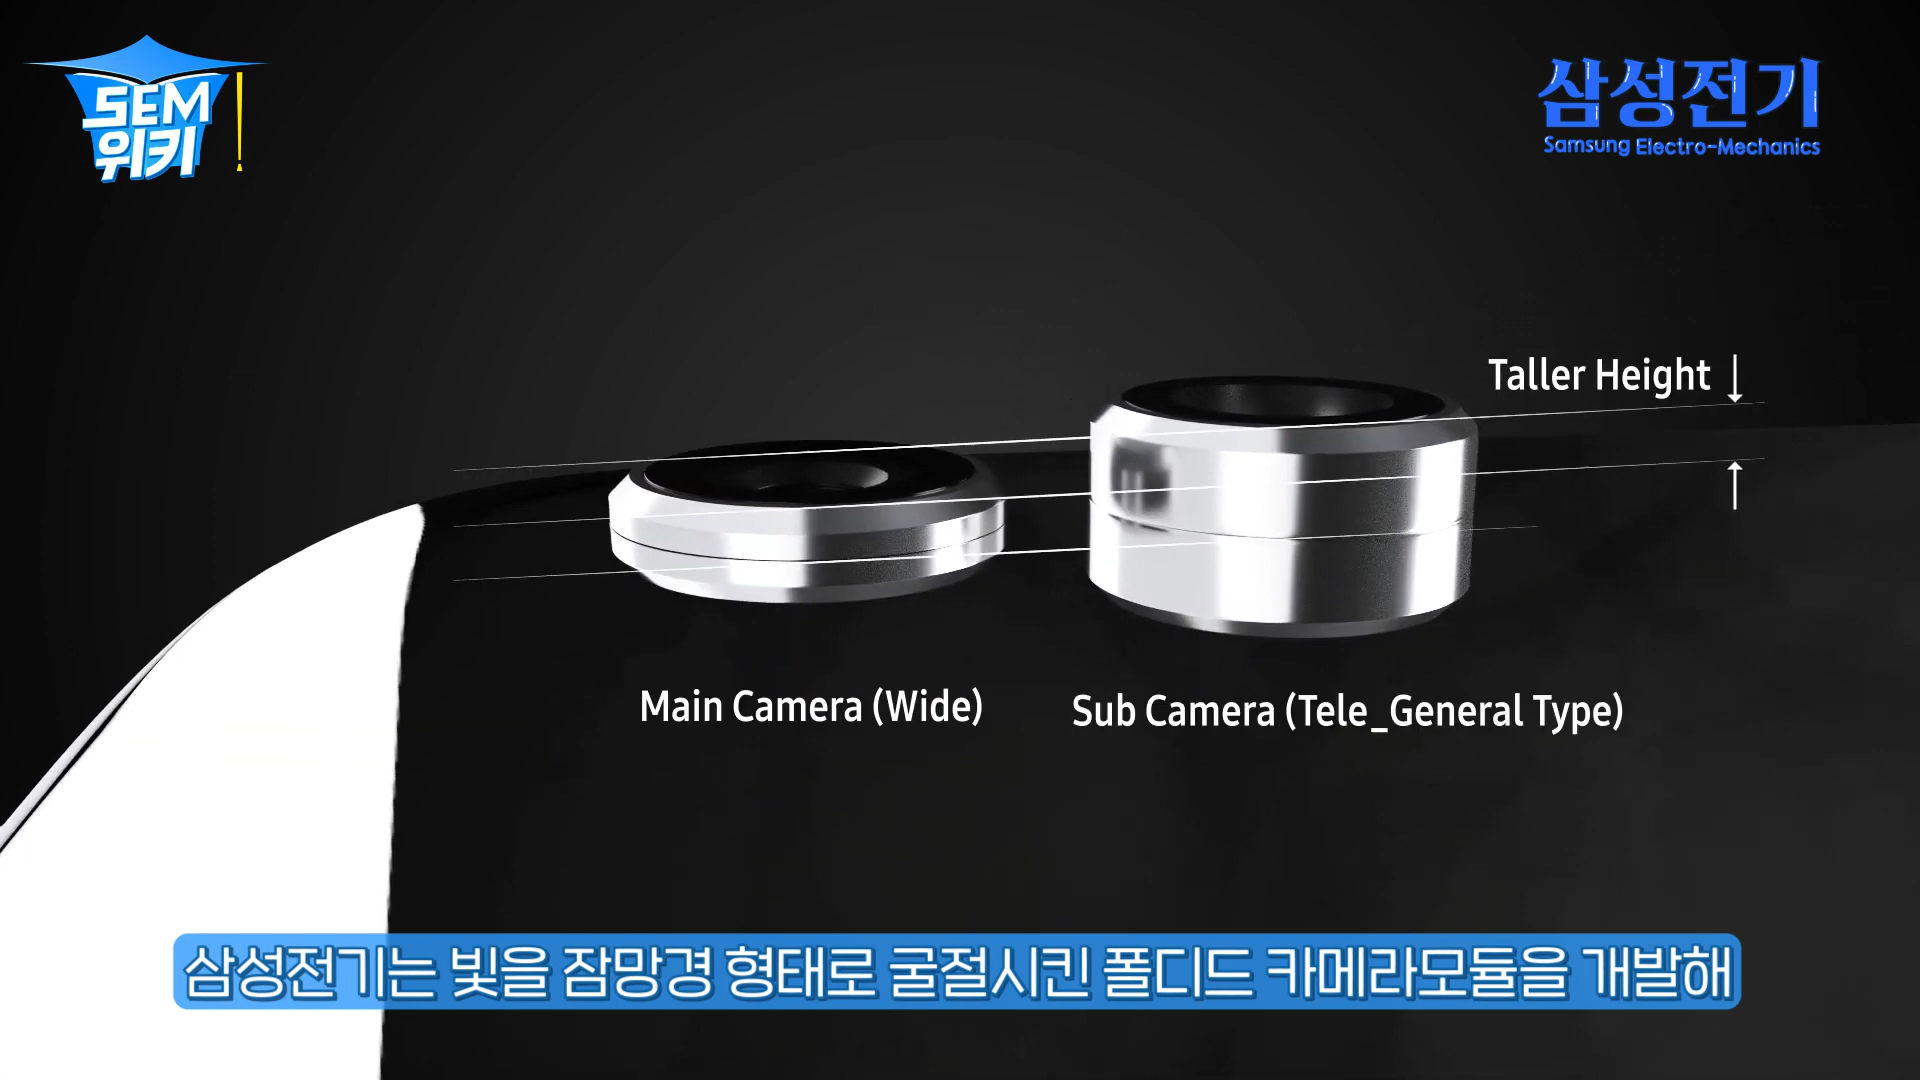 SEM
위키
삼성전기
Samsung Electro-Mechanics
Taller Height
Main Camera (Wide)
Sub Camera (Tele_General Type)
삼성전기는 빛을 잠망경 형태로 굴절시킨 폴디드 카메라모듈을 개발해